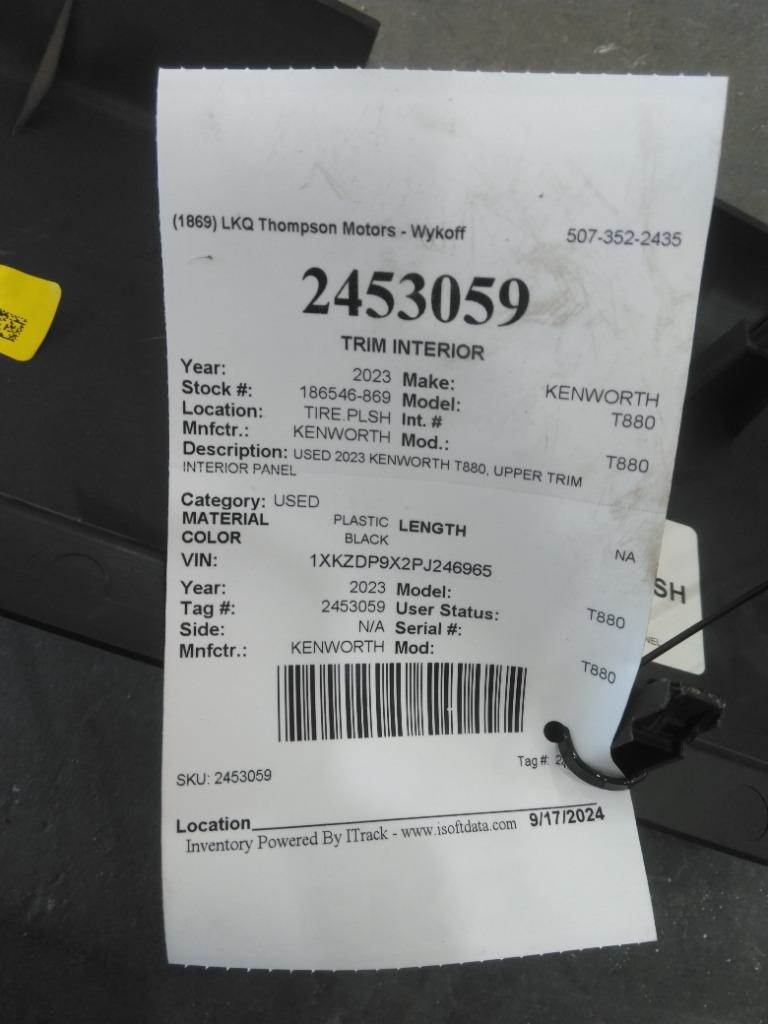 (1869) LKQ Thompson Motors - Wykoff 507-352-2435
2453059
TRIM INTERIOR
Year: 2023 Make: KENWORTH
Stock #: 186546-869 Model: T880
Location: TIRE.PLSH Int. #
Mnfctr.: KENWORTH Mod.: T880
Description: USED 2023 KENWORTH T880, UPPER TRIM
INTERIOR PANEL
Category: USED
MATERIAL PLASTIC LENGTH NA
COLOR BLACK
VIN: 1XKZDP9X2PJ246965
Year: 2023 Model: T880
Tag #: 2453059 User Status:
Side: N/A Serial #:
Mnfctr.: KENWORTH Mod: T880
SKU: 2453059 Tag #:
Location
Inventory Powered By ITrack - www.isoftdata.com 9/17/2024
SH